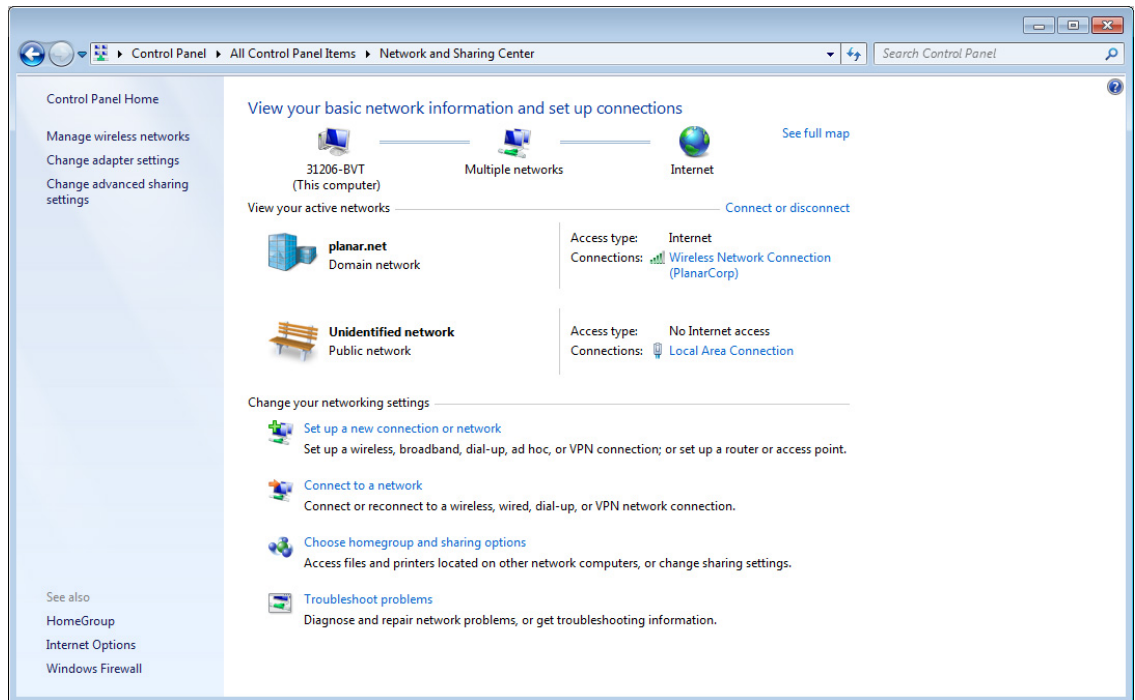 Control Panel ▸ All Control Panel Items ▸ Network and Sharing Center
Search Control Panel
Control Panel Home
Manage wireless networks
Change adapter settings
Change advanced sharing
settings
See also
HomeGroup
Internet Options
Windows Firewall
View your basic network information and set up connections
31206-BVT
(This computer)
Multiple networks
Internet
See full map
View your active networks
Connect or disconnect
planar.net
Domain network
Access type: Internet
Connections: Wireless Network Connection
(PlanarCorp)
Unidentified network
Public network
Access type: No Internet access
Connections: Local Area Connection
Change your networking settings
Set up a new connection or network
Set up a wireless, broadband, dial-up, ad hoc, or VPN connection; or set up a router or access point.
Connect to a network
Connect or reconnect to a wireless, wired, dial-up, or VPN network connection.
Choose homegroup and sharing options
Access files and printers located on other network computers, or change sharing settings.
Troubleshoot problems
Diagnose and repair network problems, or get troubleshooting information.